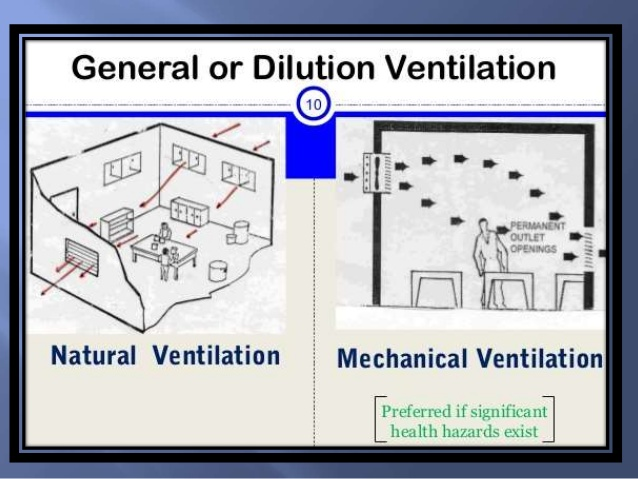 General or Dilution Ventilation
10
PERMANENT
OUTLET
OPENINGS
Natural Ventilation
Mechanical Ventilation
Preferred if significant
health hazards exist